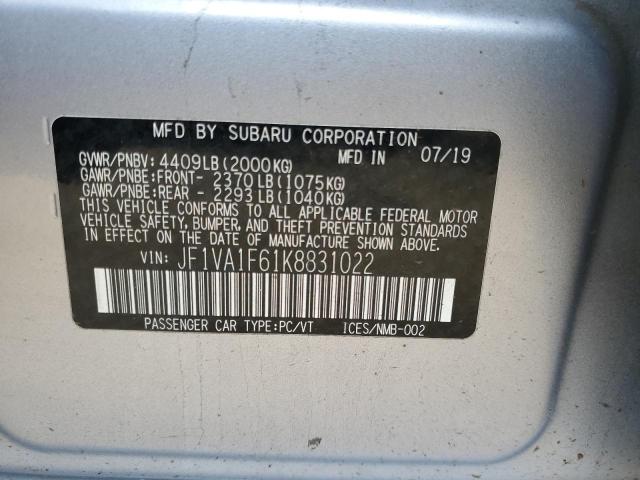 MFD BY SUBARU CORPORATION
GVWR/PNBV: 4409LB(2000KG) MFD IN 07/19
GAWR/PNBE:FRONT- 2370LB(1075KG)
GAWR/PNBE:REAR - 2293LB(1040KG)
THIS VEHICLE CONFORMS TO ALL APPLICABLE FEDERAL MOTOR
VEHICLE SAFETY, BUMPER, AND THEFT PREVENTION STANDARDS
IN EFFECT ON THE DATE OF MANUFACTURE SHOWN ABOVE.
VIN: JF1VA1F61K8831022
PASSENGER CAR TYPE:PC/VT ICES/NMB-002